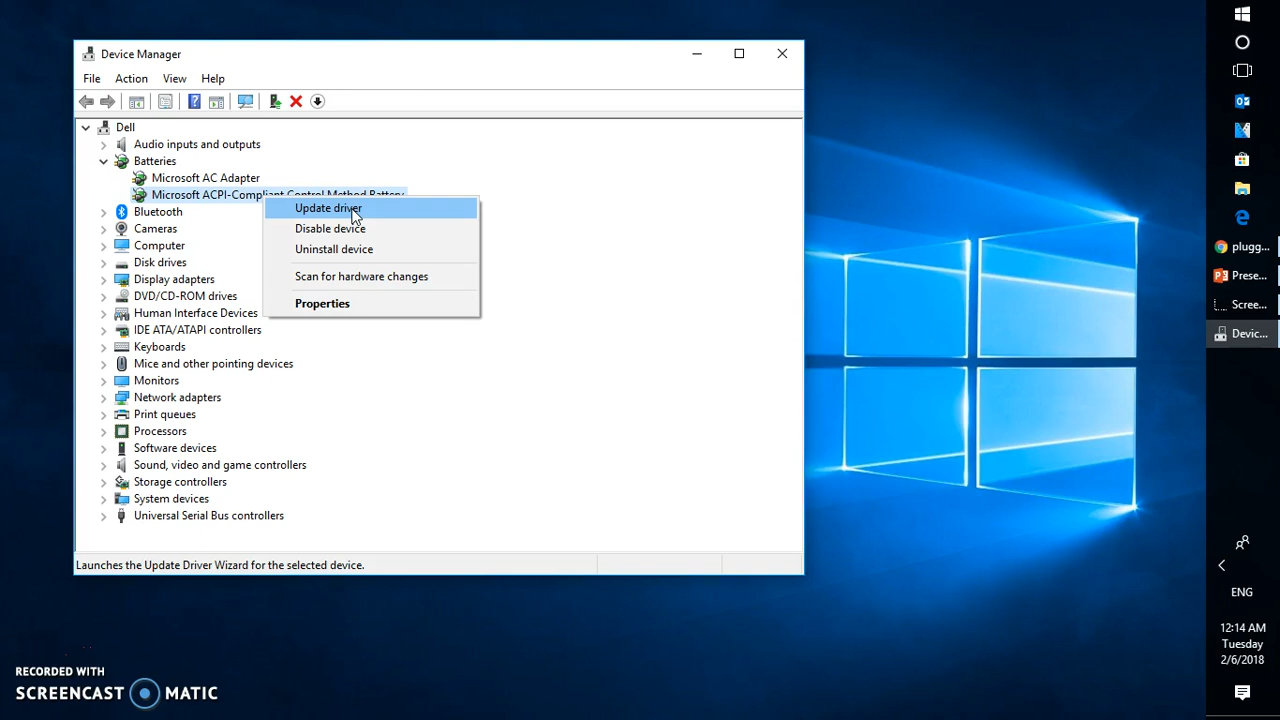 Device Manager
File Action View Help
Dell
Audio inputs and outputs
Batteries
Microsoft AC Adapter
Microsoft ACPI-Compliant Control Method Battery
Update driver
Disable device
Uninstall device
Scan for hardware changes
Properties
Bluetooth
Cameras
Computer
Disk drives
Display adapters
DVD/CD-ROM drives
Human Interface Devices
IDE ATA/ATAPI controllers
Keyboards
Mice and other pointing devices
Monitors
Network adapters
Print queues
Processors
Software devices
Sound, video and game controllers
Storage controllers
System devices
Universal Serial Bus controllers
Launches the Update Driver Wizard for the selected device.
plugg...
Prese...
Scree...
Devic...
ENG
12:14 AM
Tuesday
2/6/2018
RECORDED WITH
SCREENCAST MATIC